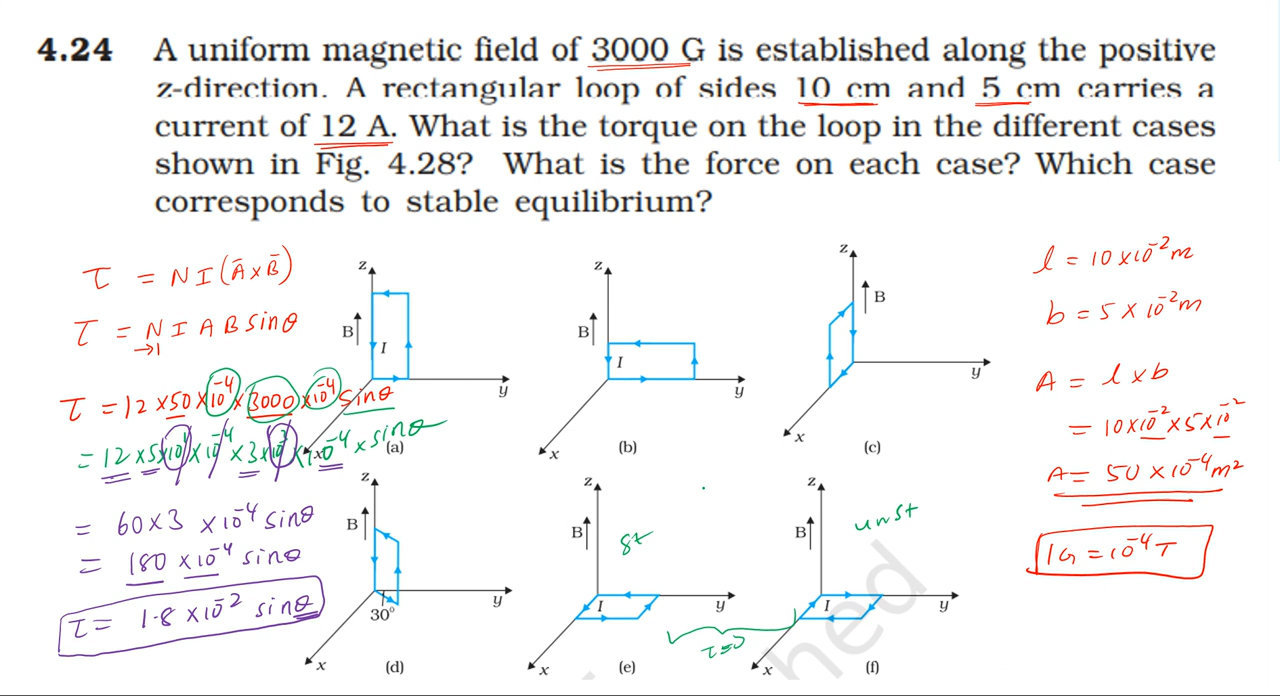 4.24 A uniform magnetic field of 3000 G is established along the positive
z-direction. A rectangular loop of sides 10 cm and 5 cm carries a
current of 12 A. What is the torque on the loop in the different cases
shown in Fig. 4.28? What is the force on each case? Which case
corresponds to stable equilibrium?
τ = NI(Ā×B̄)
τ = N I A B sinθ
→1
τ = 12 × 50 × 10⁻⁴ × 3000 × 10⁻⁴ sinθ
= 12 × 5 × 10¹ × 10⁻⁴ × 3 × 10³ × 10⁻⁴ × sinθ
= 60 × 3 × 10⁻⁴ sinθ
= 180 × 10⁻⁴ sinθ
τ = 1.8 × 10⁻² sinθ
z
B
I
y
x
(a)
z
B
I
y
x
(b)
z
B
y
x
(c)
z
B
y
30°
x
(d)
z
B
st
I
y
x
(e)
τ=0
z
B
unst
I
y
x
(f)
hed
l = 10 × 10⁻² m
b = 5 × 10⁻² m
A = l × b
= 10 × 10⁻² × 5 × 10⁻²
A = 50 × 10⁻⁴ m²
1G = 10⁻⁴ T